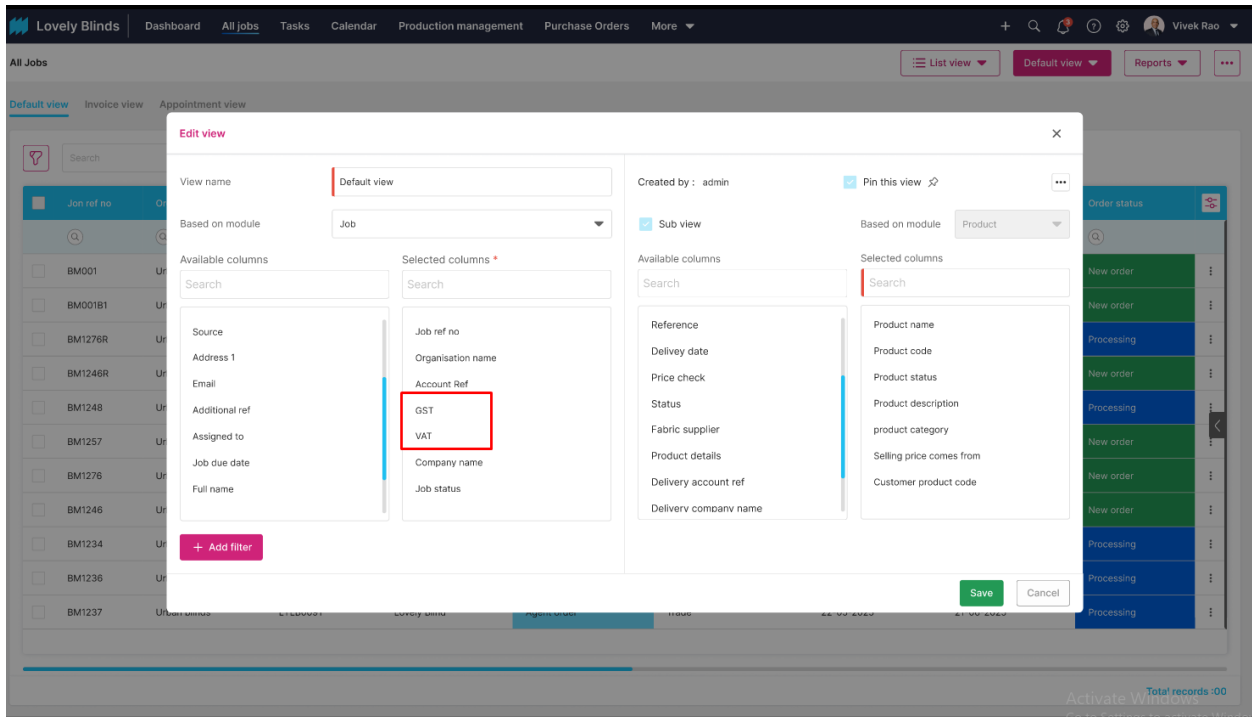 Lovely Blinds Dashboard All jobs Tasks Calendar Production management Purchase Orders More + Vivek Rao
All Jobs List view Default view Reports
Default view Invoice view Appointment view
Edit view
Search
View name Default view Created by : admin Pin this view
Jon ref no Order status
Based on module Job Sub view Based on module Product
Available columns Selected columns * Available columns Selected columns
BM001 Search Search Search Search New order
BM001B1 New order
Source Job ref no Reference Product name
BM1276R Processing
Address 1 Organisation name Delivey date Product code
BM1246R Email Account Ref Price check Product status New order
BM1248 Additional ref GST Status Product description Processing
BM1257 Assigned to VAT Fabric supplier product category New order
Job due date Company name Product details Selling price comes from
BM1276 New order
Full name Job status Delivery account ref Customer product code
BM1246 Delivery company name New order
BM1234 + Add filter Processing
BM1236 Processing
Save Cancel
BM1237 Urban blinds Lovely blind Agent order Trade Processing
Total records :00
Activate Windows